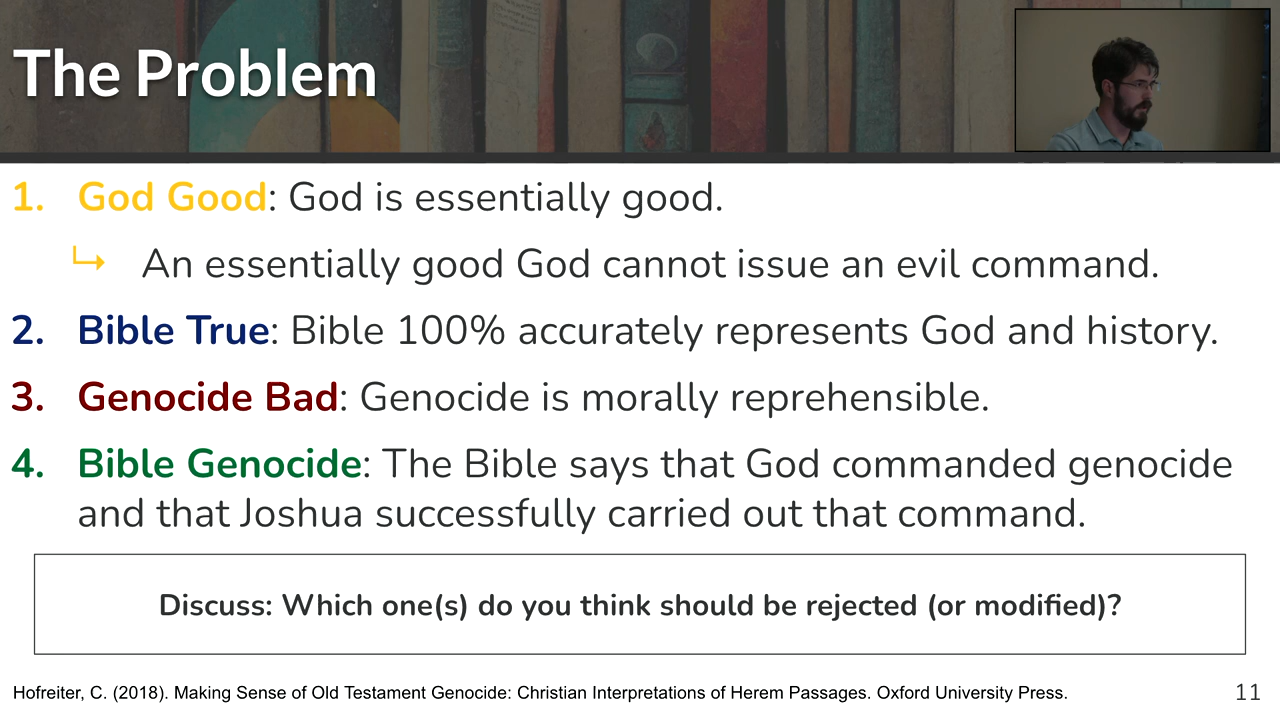 The Problem
1. God Good: God is essentially good.
↳ An essentially good God cannot issue an evil command.
2. Bible True: Bible 100% accurately represents God and history.
3. Genocide Bad: Genocide is morally reprehensible.
4. Bible Genocide: The Bible says that God commanded genocide
and that Joshua successfully carried out that command.
Discuss: Which one(s) do you think should be rejected (or modified)?
Hofreiter, C. (2018). Making Sense of Old Testament Genocide: Christian Interpretations of Herem Passages. Oxford University Press.
11